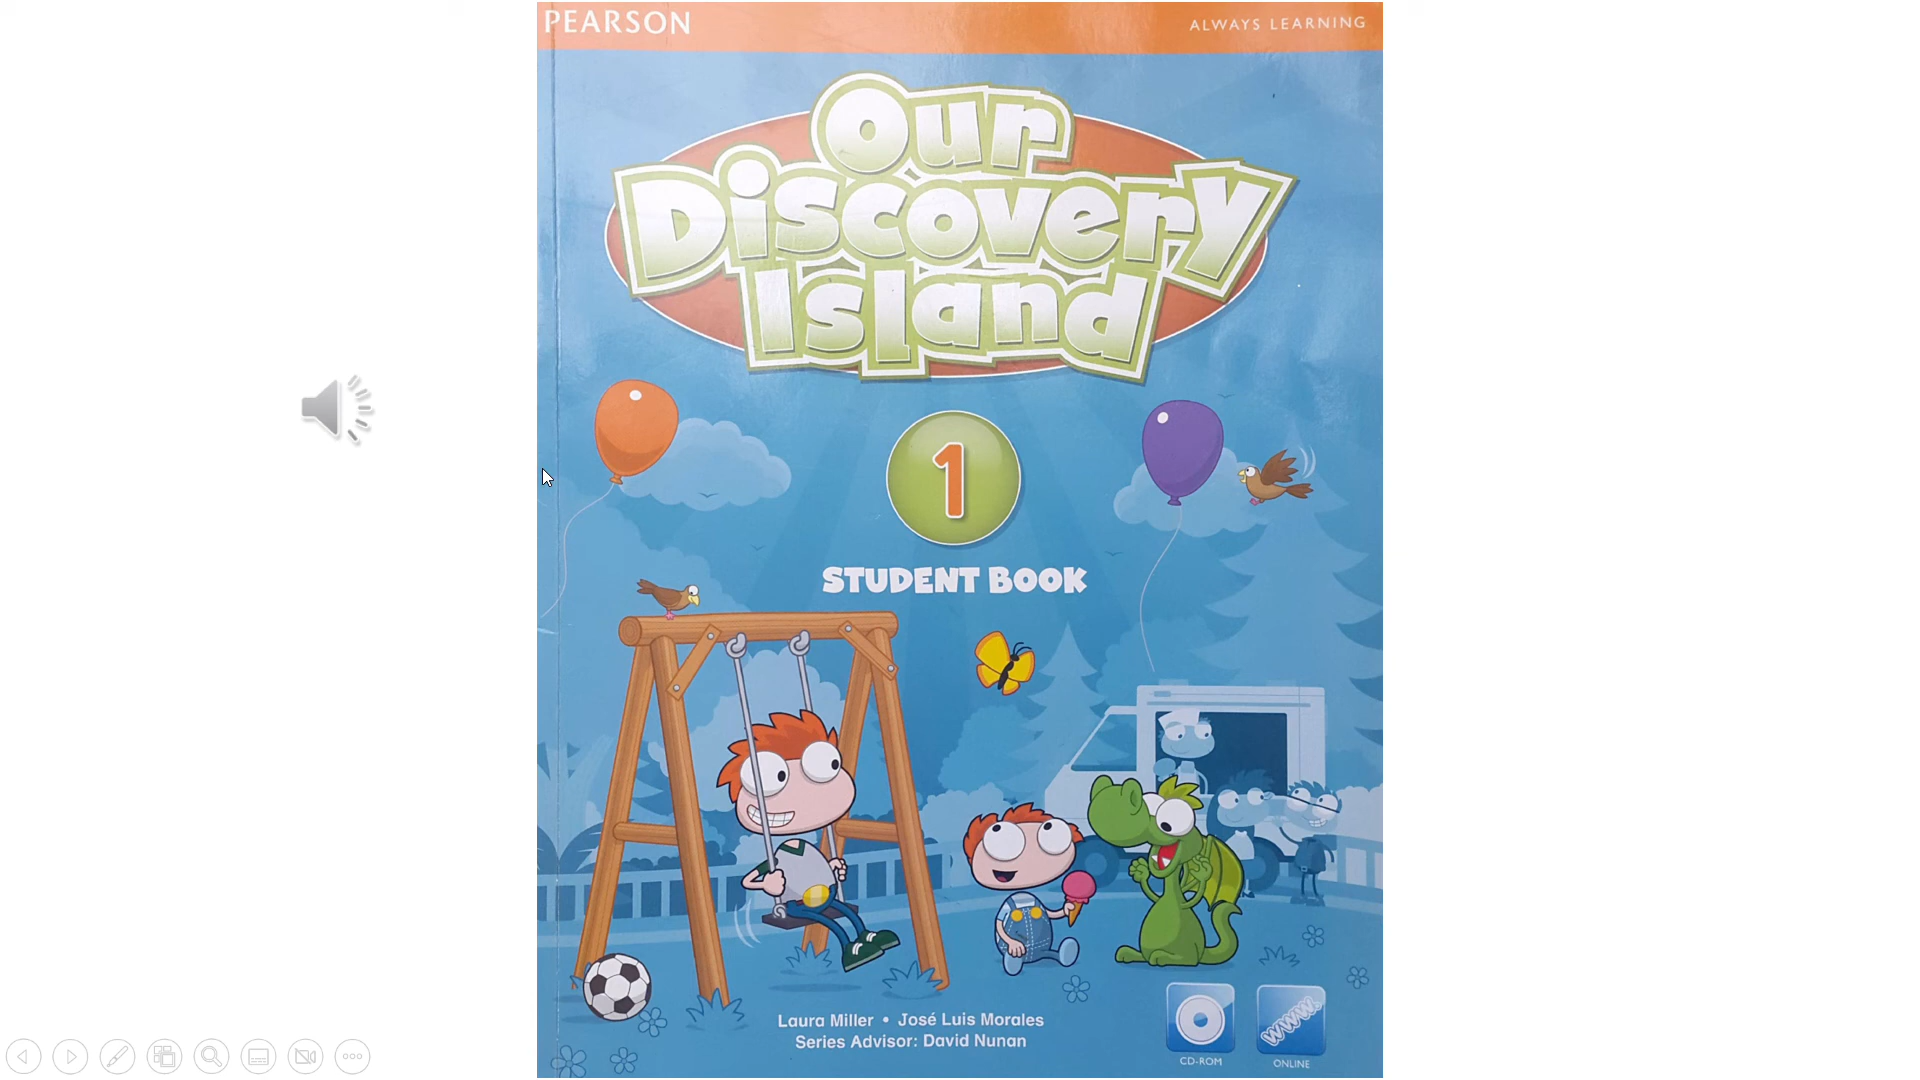 PEARSON
ALWAYS LEARNING
Our
Discovery
Island
1
STUDENT BOOK
Laura Miller • José Luis Morales
Series Advisor: David Nunan
www.
CD-ROM
ONLINE